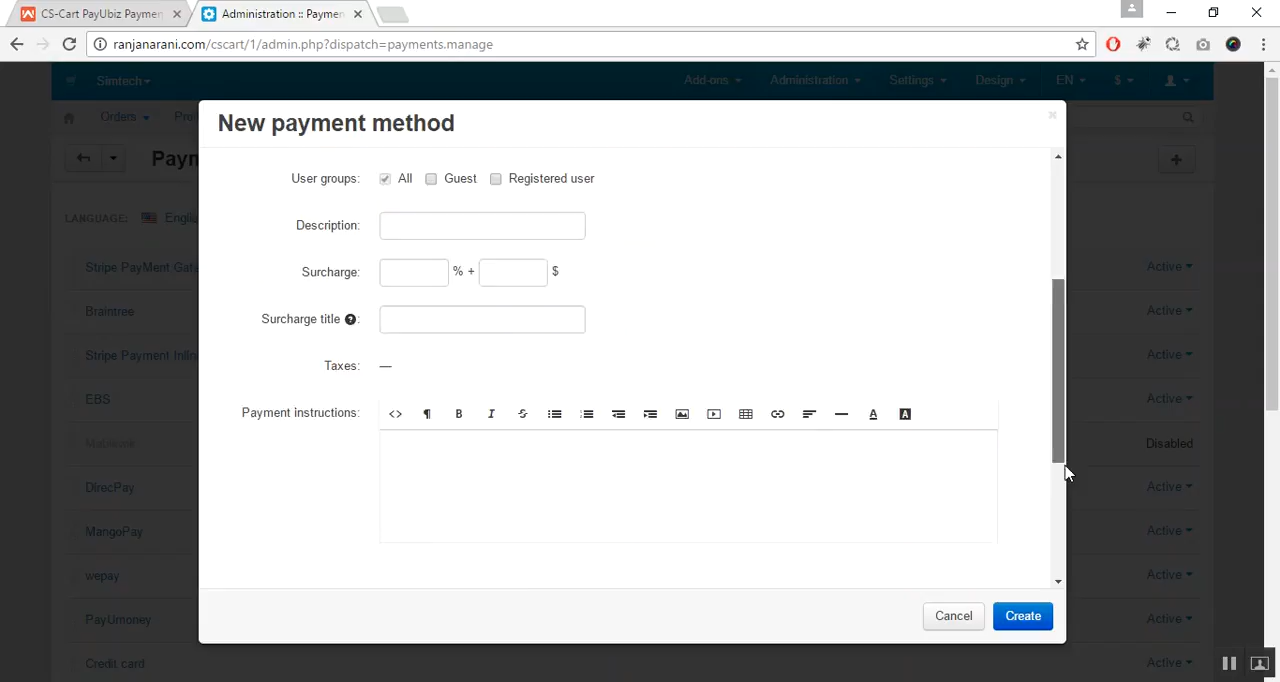 CS-Cart PayUbiz Paymen
Administration :: Paymen
ranjanarani.com/cscart/1/admin.php?dispatch=payments.manage
Simtech
Add-ons
Administration
Settings
Design
EN
$
Orders
Paym
New payment method
User groups:
All
Guest
Registered user
Description:
Surcharge:
% +
$
Surcharge title ?:
Taxes:
—
Payment instructions:
LANGUAGE:
Englis
Stripe PayMent Gat
Active
Braintree
Active
Stripe Payment Inlin
Active
EBS
Active
Disabled
DirecPay
Active
MangoPay
Active
wepay
Active
PayUmoney
Active
Credit card
Active
Cancel
Create